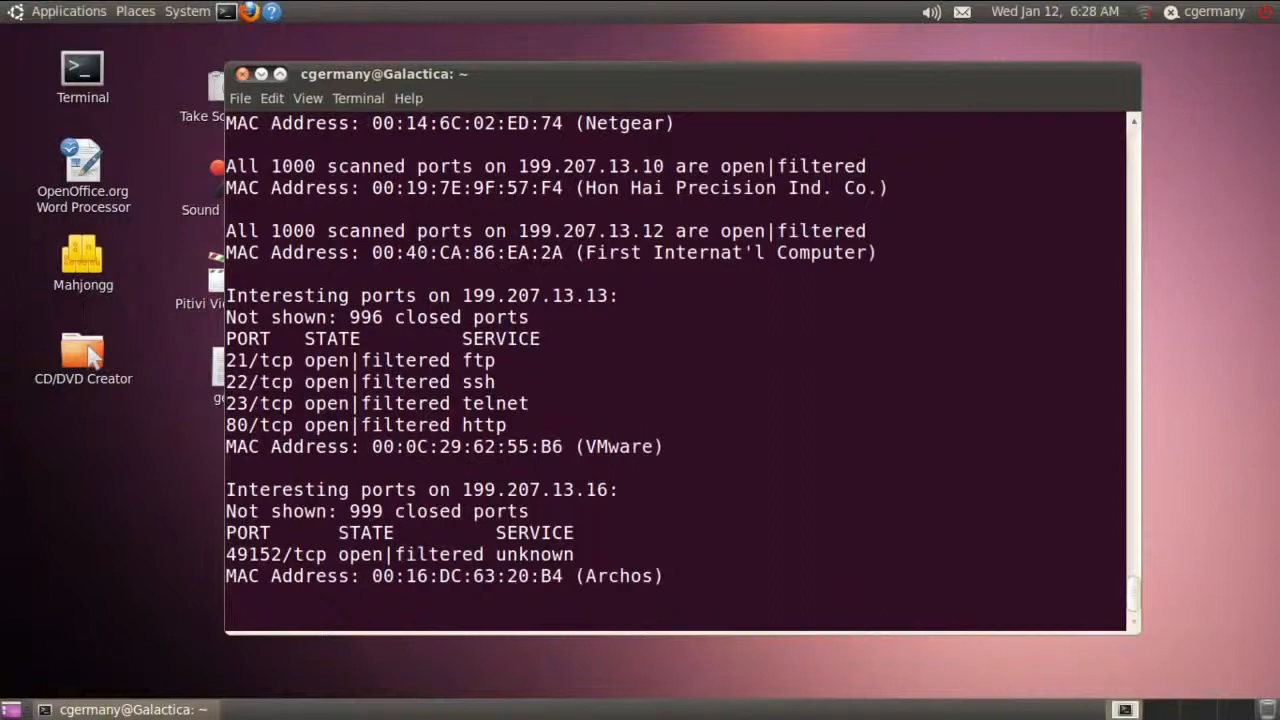 Applications Places System
Wed Jan 12, 6:28 AM
cgermany
Terminal
OpenOffice.org
Word Processor
Mahjongg
CD/DVD Creator
Take
Sound
cgermany@Galactica: ~
File Edit View Terminal Help
MAC Address: 00:14:6C:02:ED:74 (Netgear)
All 1000 scanned ports on 199.207.13.10 are open|filtered
MAC Address: 00:19:7E:9F:57:F4 (Hon Hai Precision Ind. Co.)
All 1000 scanned ports on 199.207.13.12 are open|filtered
MAC Address: 00:40:CA:86:EA:2A (First Internat'l Computer)
Interesting ports on 199.207.13.13:
Not shown: 996 closed ports
PORT STATE SERVICE
21/tcp open|filtered ftp
22/tcp open|filtered ssh
23/tcp open|filtered telnet
80/tcp open|filtered http
MAC Address: 00:0C:29:62:55:B6 (VMware)
Interesting ports on 199.207.13.16:
Not shown: 999 closed ports
PORT STATE SERVICE
49152/tcp open|filtered unknown
MAC Address: 00:16:DC:63:20:B4 (Archos)
cgermany@Galactica: ~